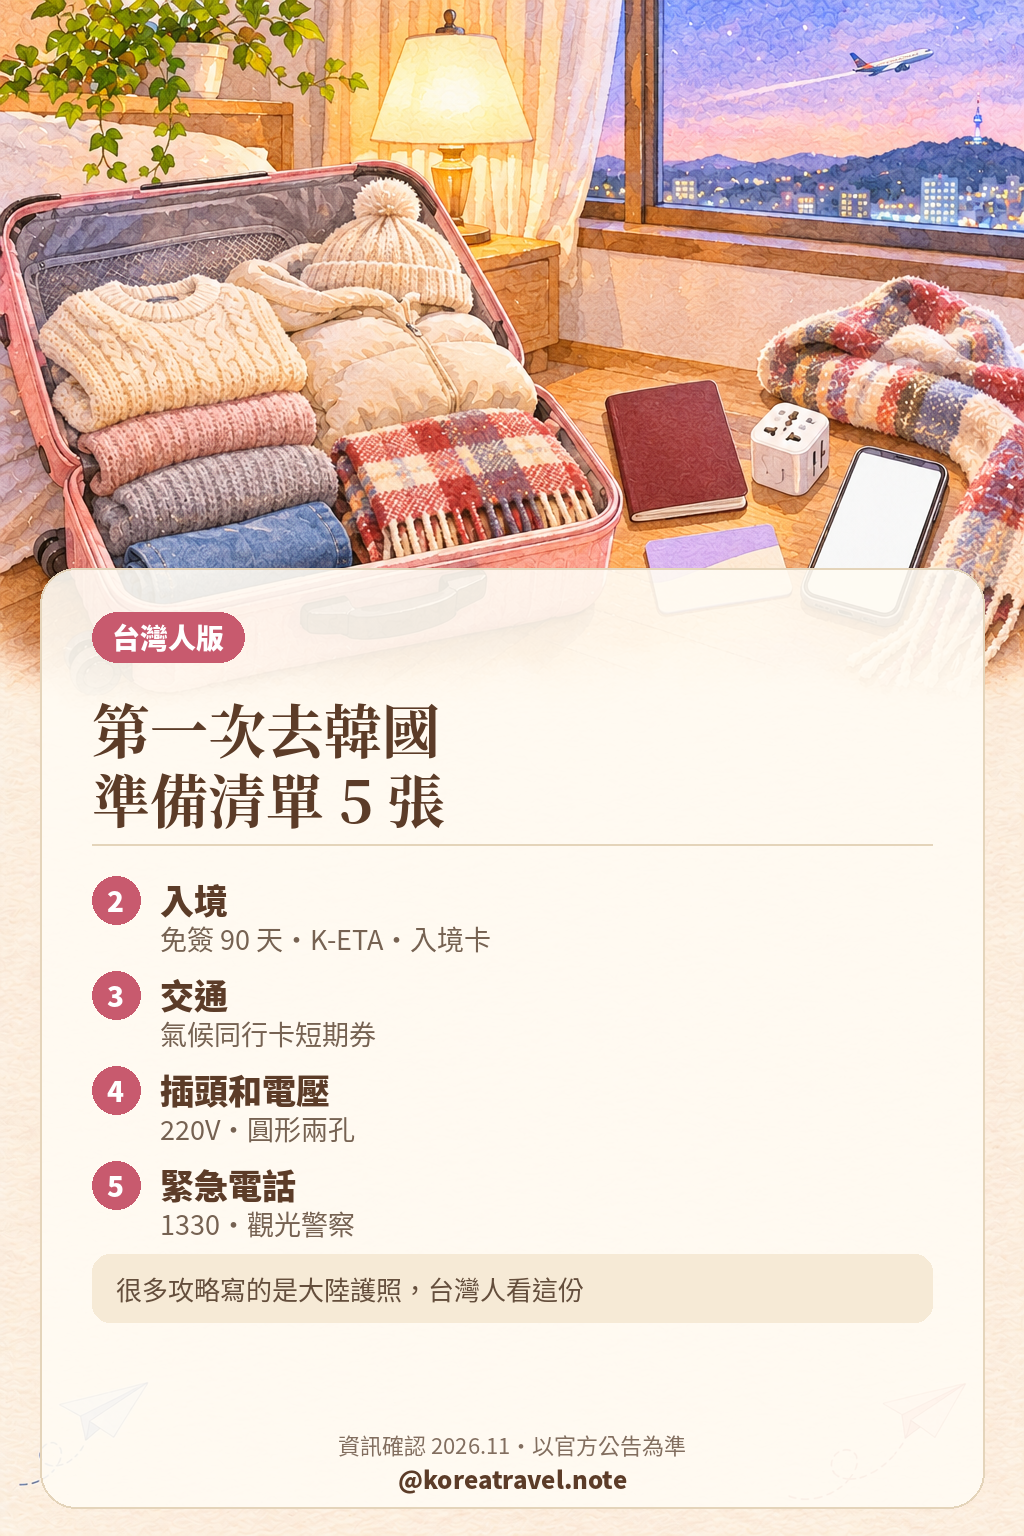 台灣人版
第一次去韓國
準備清單 5 張
2 入境
免簽 90 天・K-ETA・入境卡
3 交通
氣候同行卡短期券
4 插頭和電壓
220V・圓形兩孔
5 緊急電話
1330・觀光警察
很多攻略寫的是大陸護照，台灣人看這份
資訊確認 2026.11・以官方公告為準
@koreatravel.note